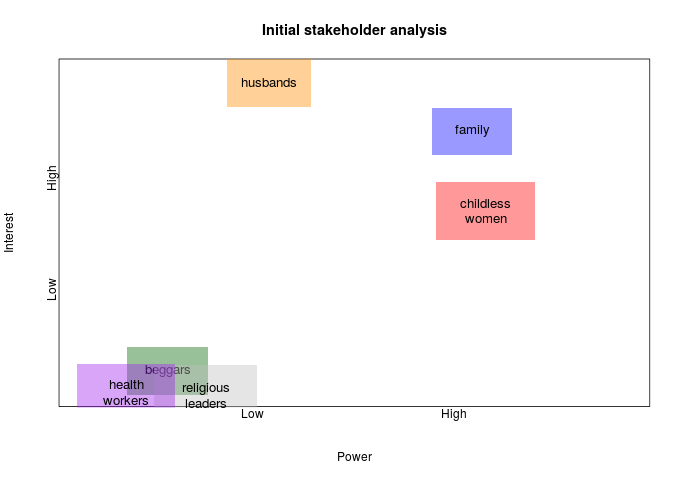 Initial stakeholder analysis
husbands
family
High
childless
women
Interest
Low
beggars
health
workers
religious
leaders
Low
High
Power